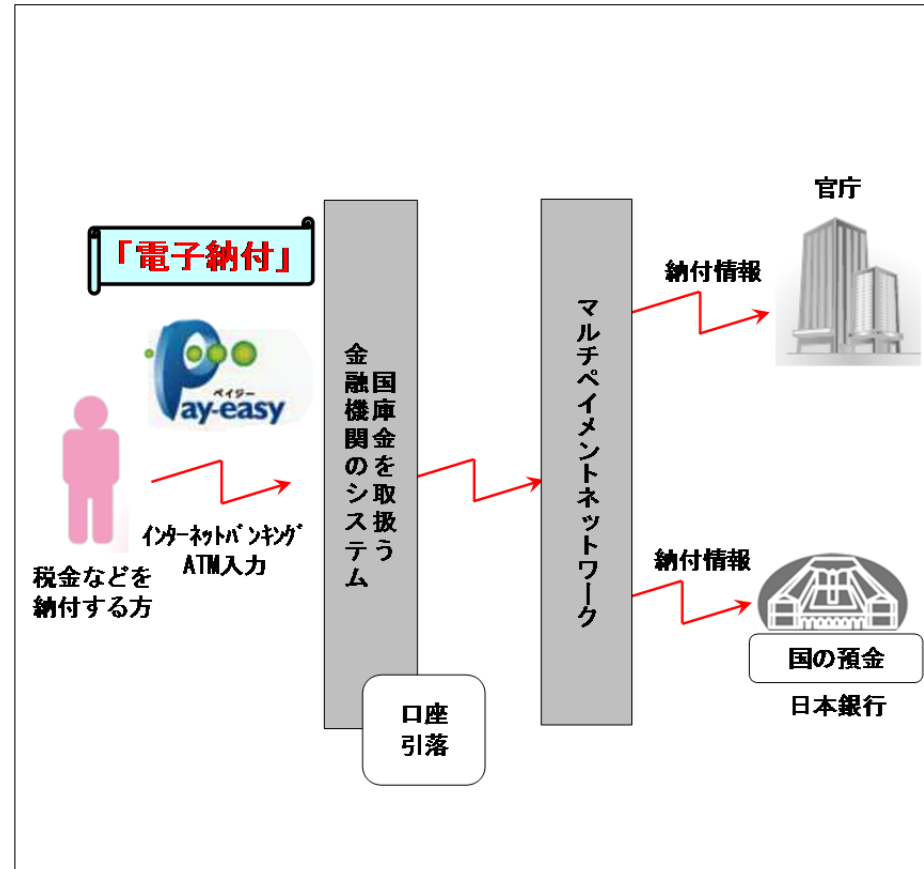 「電子納付」
ペイジー
Pay-easy
税金などを
納付する方
インターネットバンキング
ATM入力
国庫金を取扱う
金融機関のシステム
口座
引落
マルチペイメントネットワーク
納付情報
官庁
納付情報
国の預金
日本銀行